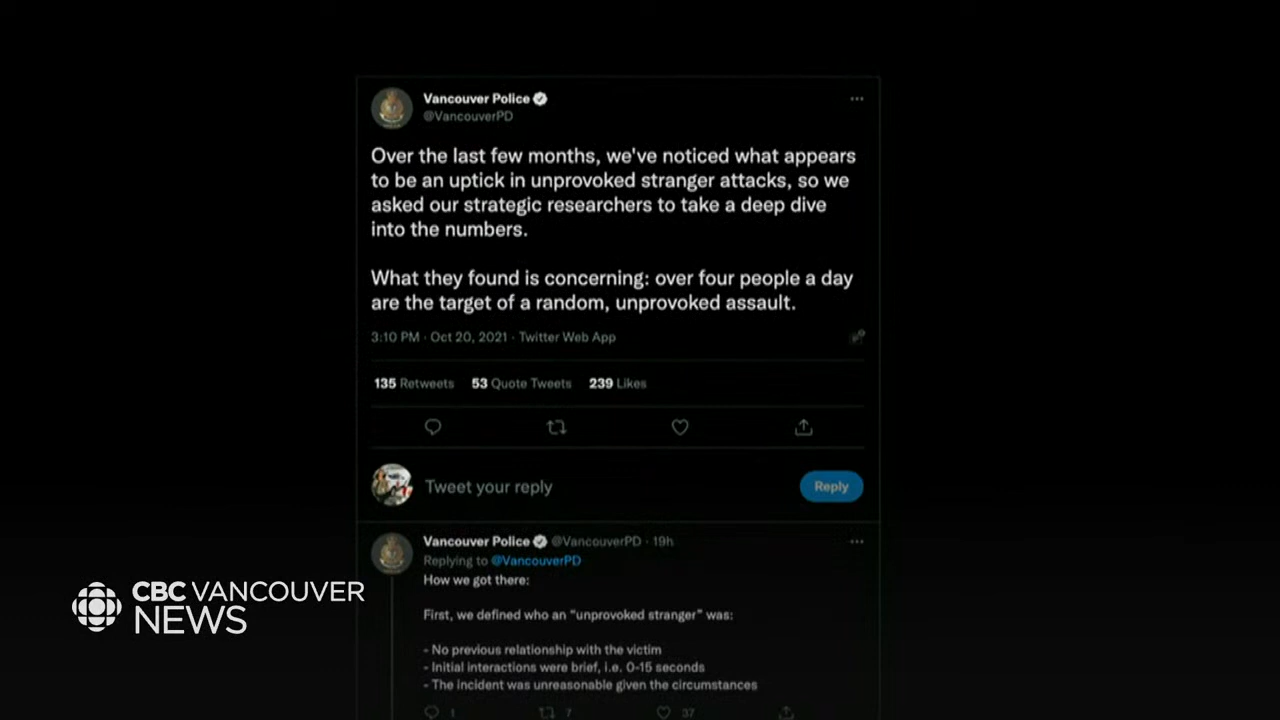 Vancouver Police
@VancouverPD
Over the last few months, we've noticed what appears
to be an uptick in unprovoked stranger attacks, so we
asked our strategic researchers to take a deep dive
into the numbers.
What they found is concerning: over four people a day
are the target of a random, unprovoked assault.
3:10 PM · Oct 20, 2021 · Twitter Web App
135 Retweets 53 Quote Tweets 239 Likes
Tweet your reply
Reply
Vancouver Police @VancouverPD · 19h
Replying to @VancouverPD
How we got there:
First, we defined who an “unprovoked stranger” was:
- No previous relationship with the victim
- Initial interactions were brief, i.e. 0-15 seconds
- The incident was unreasonable given the circumstances
1 7 37
CBC VANCOUVER
NEWS